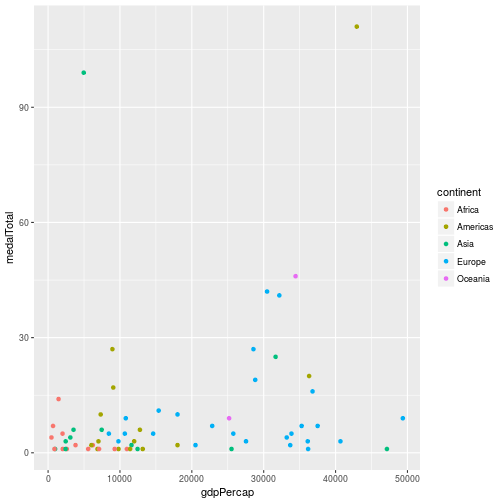 90
60
30
0
medalTotal
0 10000 20000 30000 40000 50000
gdpPercap
continent
Africa
Americas
Asia
Europe
Oceania